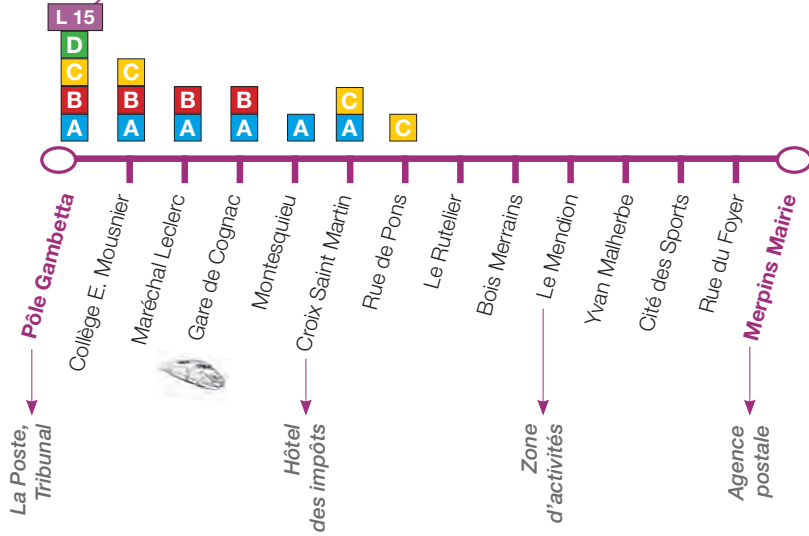 L 15
D
C
C
B
B
B
B
C
A
A
A
A
A
A
C
Pôle Gambetta
Collège E. Mousnier
Maréchal Leclerc
Gare de Cognac
Montesquieu
Croix Saint Martin
Rue de Pons
Le Rutelier
Bois Merrains
Le Mendion
Yvan Malherbe
Cité des Sports
Rue du Foyer
Merpins Mairie
La Poste,
Tribunal
Hôtel
des impôts
Zone
d'activités
Agence
postale